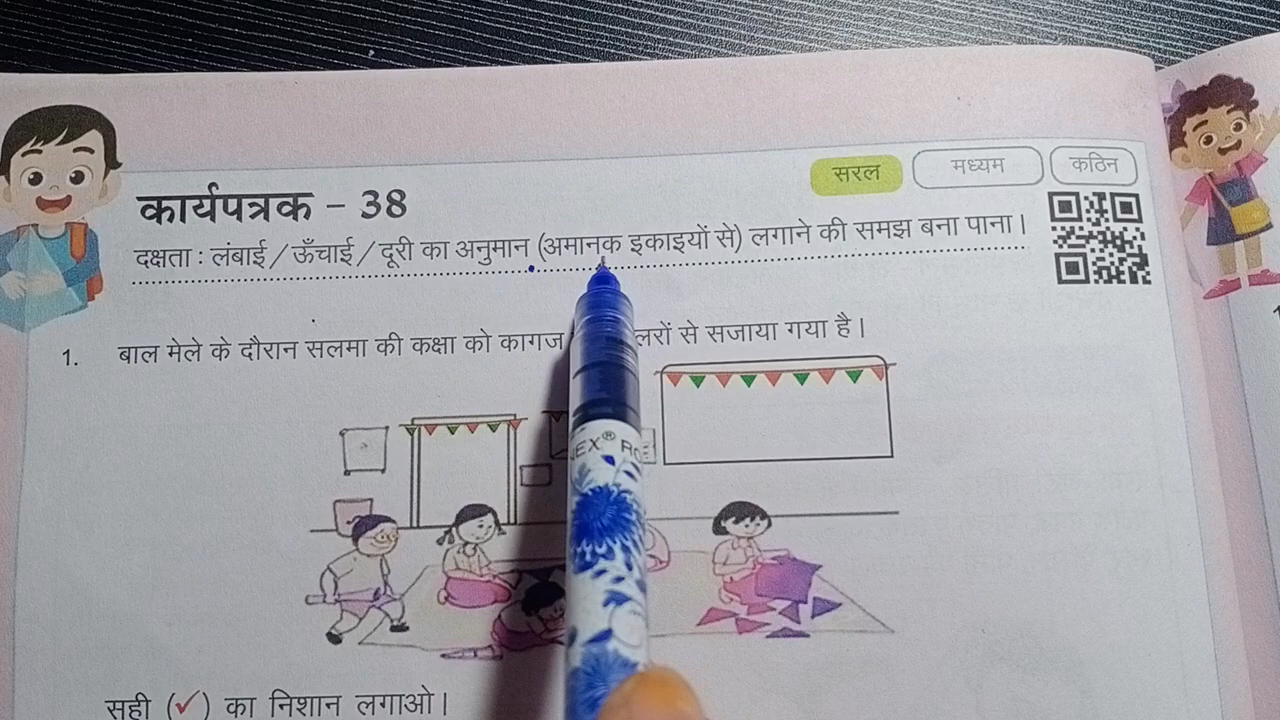 सरल मध्यम कठिन
कार्यपत्रक – 38
दक्षता : लंबाई / ऊँचाई / दूरी का अनुमान (अमानक इकाइयों से) लगाने की समझ बना पाना।
1. बाल मेले के दौरान सलमा की कक्षा को कागज से सजाया गया है।
सही (✓) का निशान लगाओ।